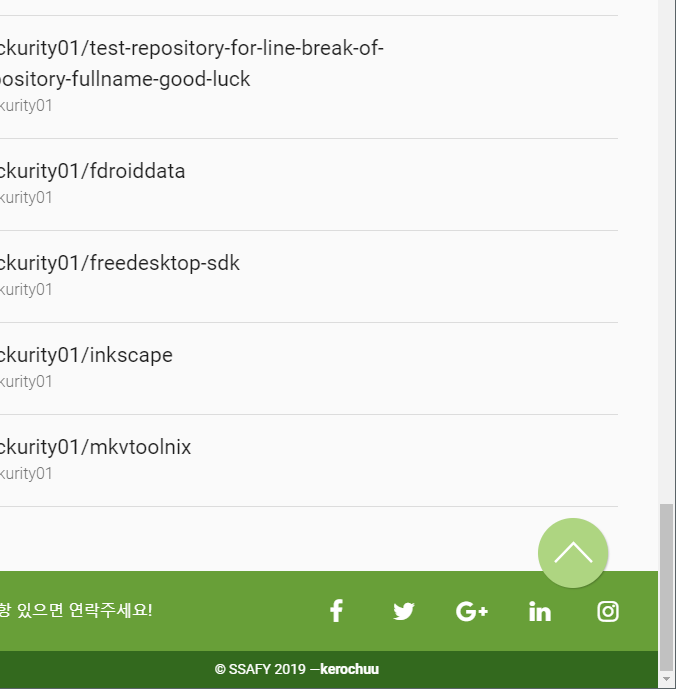 ckurity01/test-repository-for-line-break-of-
pository-fullname-good-luck
kurity01
ckurity01/fdroiddata
kurity01
ckurity01/freedesktop-sdk
kurity01
ckurity01/inkscape
kurity01
ckurity01/mkvtoolnix
kurity01
항 있으면 연락주세요!
© SSAFY 2019 —kerochuu